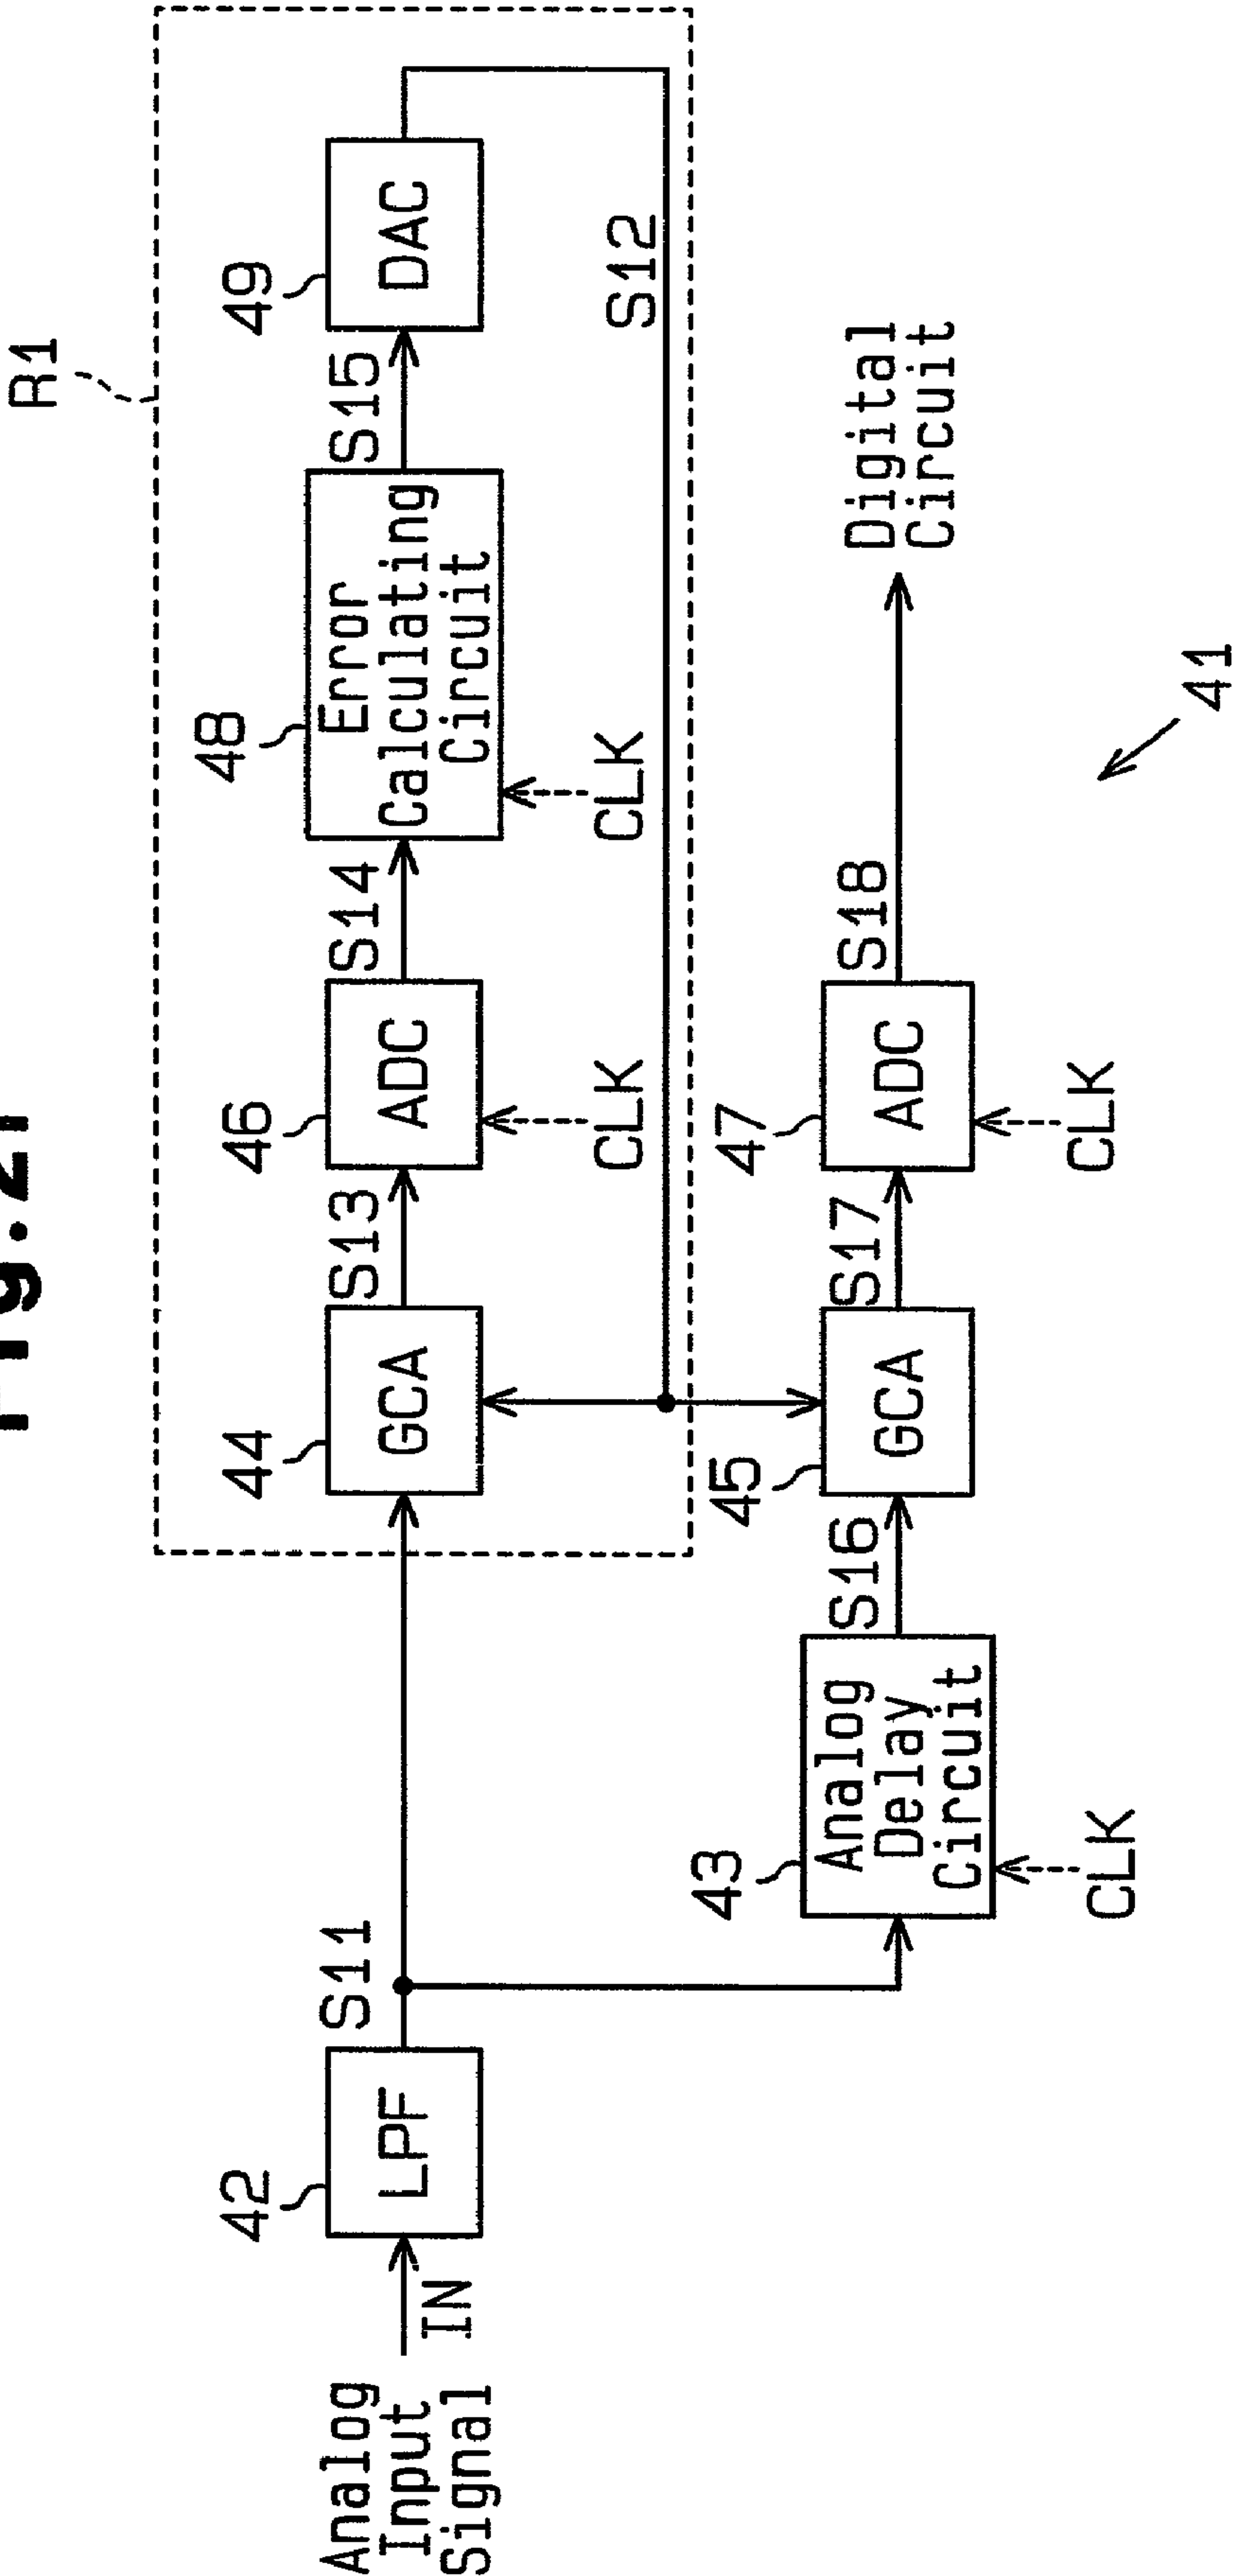 R1
49
DAC
S15
S12
48
Error
Calculating
Circuit
CLK
S14
46
ADC
CLK
S13
44
GCA
S11
42
LPF
IN
Analog
Input
Signal
43
Analog
Delay
Circuit
CLK
S16
45
GCA
S17
47
ADC
CLK
S18
Digital
Circuit
41